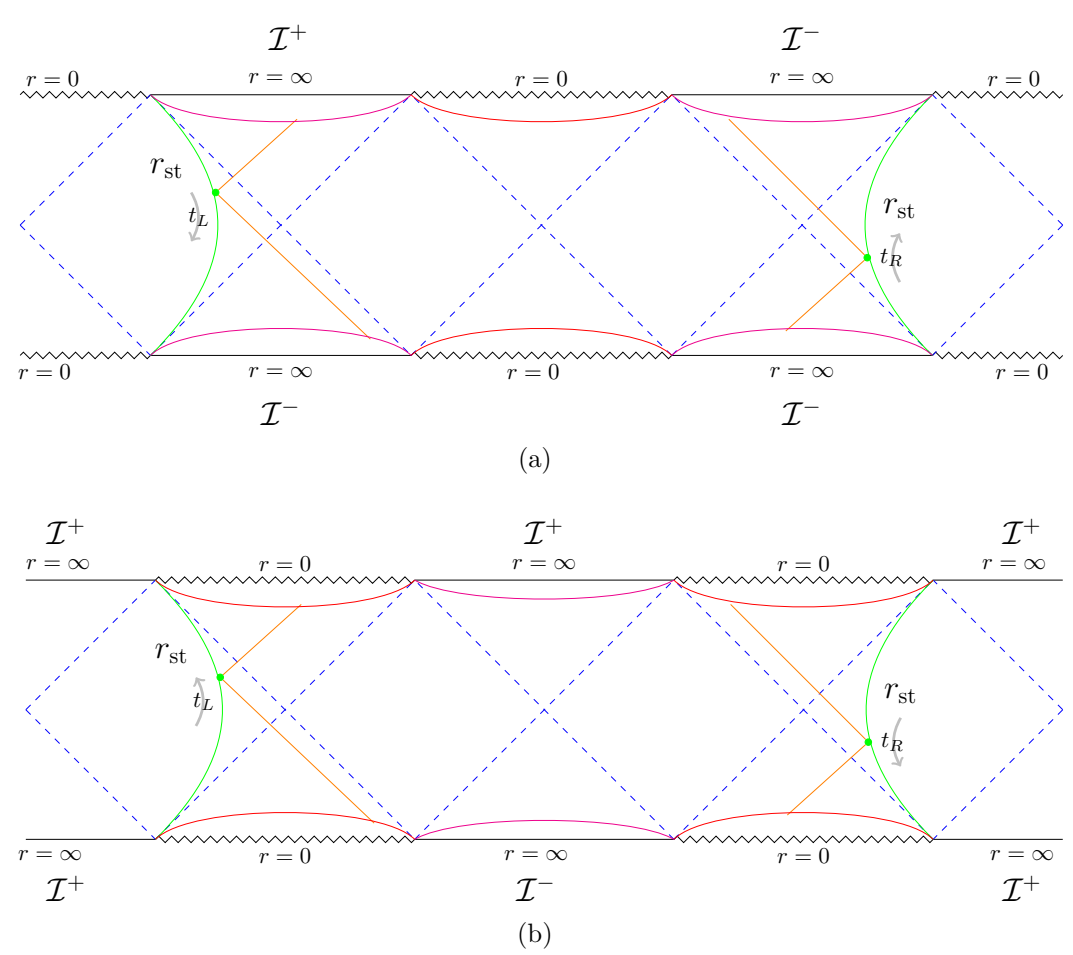 𝓘⁺ 𝓘⁻
r = 0 r = ∞ r = 0 r = ∞ r = 0
r_st
t_L
r_st
t_R
r = 0 r = ∞ r = 0 r = ∞ r = 0
𝓘⁻ 𝓘⁻
(a)
𝓘⁺ 𝓘⁺ 𝓘⁺
r = ∞ r = 0 r = ∞ r = 0 r = ∞
r_st
t_L
r_st
t_R
r = ∞ r = 0 r = ∞ r = 0 r = ∞
𝓘⁺ 𝓘⁻ 𝓘⁺
(b)